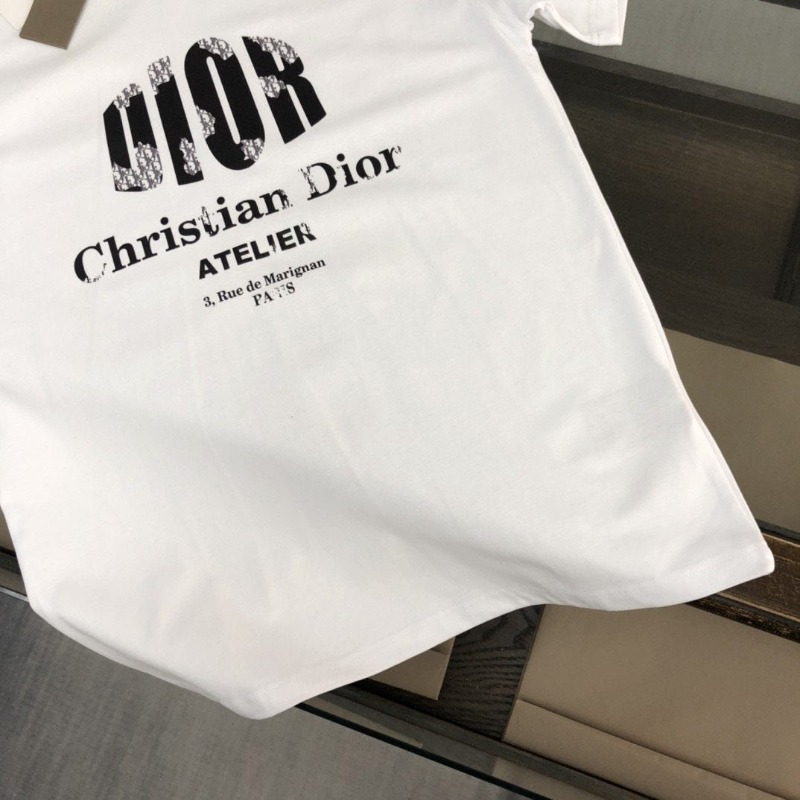 DIOR
Christian Dior
ATELIER
3, Rue de Marignan
PARIS